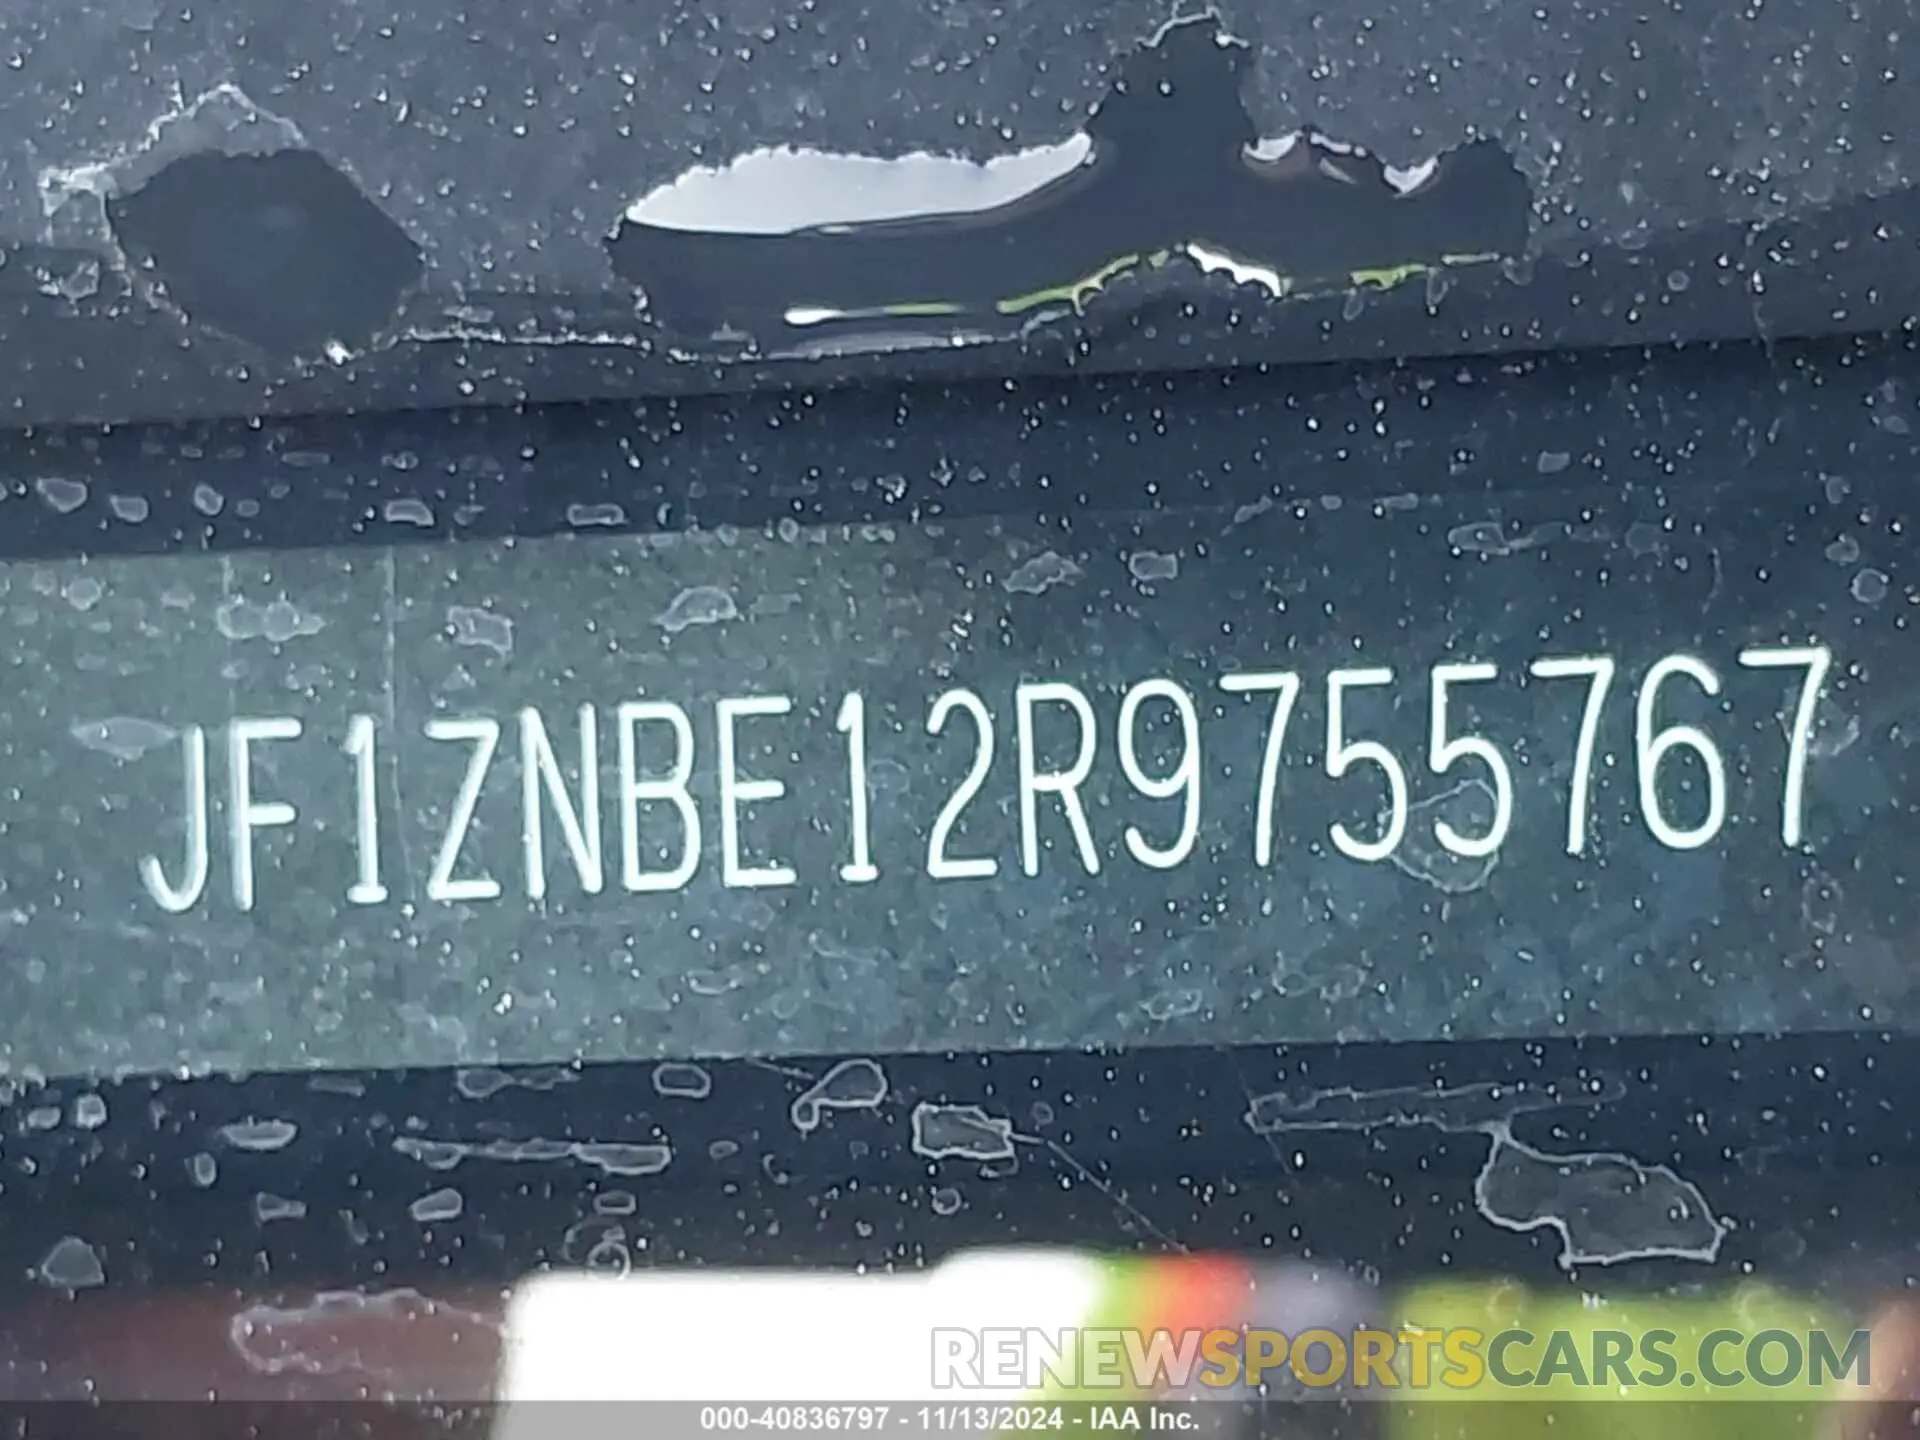 JF1ZNBE12R9755767
RENEWSPORTSCARS.COM
000-40836797 - 11/13/2024 - IAA Inc.